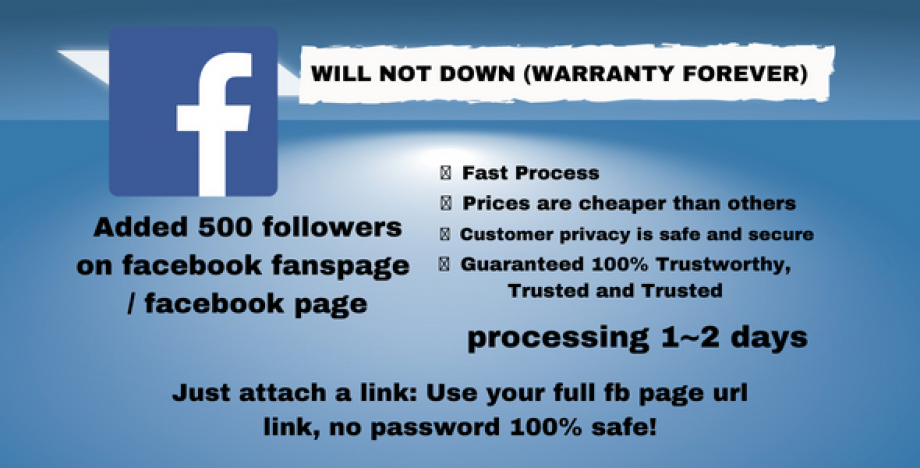 f
WILL NOT DOWN (WARRANTY FOREVER)
Added 500 followers
on facebook fanspage
/ facebook page
Fast Process
Prices are cheaper than others
Customer privacy is safe and secure
Guaranteed 100% Trustworthy,
Trusted and Trusted
processing 1~2 days
Just attach a link: Use your full fb page url
link, no password 100% safe!